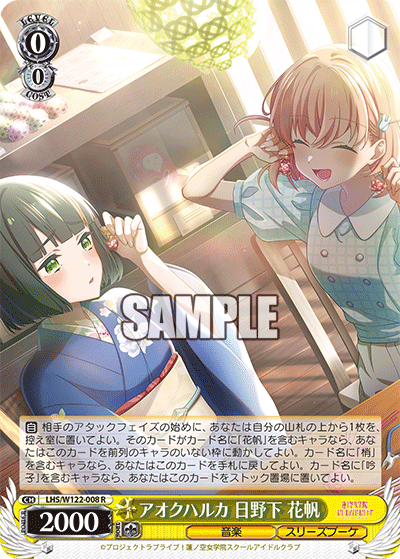 LEVEL
0
0
COST
SAMPLE
自 相手のアタックフェイズの始めに、あなたは自分の山札の上から1枚を、
控え室に置いてよい。そのカードがカード名に「花帆」を含むキャラなら、あな
たはこのカードを前列のキャラのいない枠に動かしてよい。カード名に「梢」
を含むキャラなら、あなたはこのカードを手札に戻してよい。カード名に「吟
子」を含むキャラなら、あなたはこのカードをストック置場に置いてよい。
LHS/W122-008 R
アオクハルカ 日野下 花帆
2000
音楽
スリーズブーケ
©プロジェクトラブライブ！蓮ノ空女学院スクールアイドルクラブ